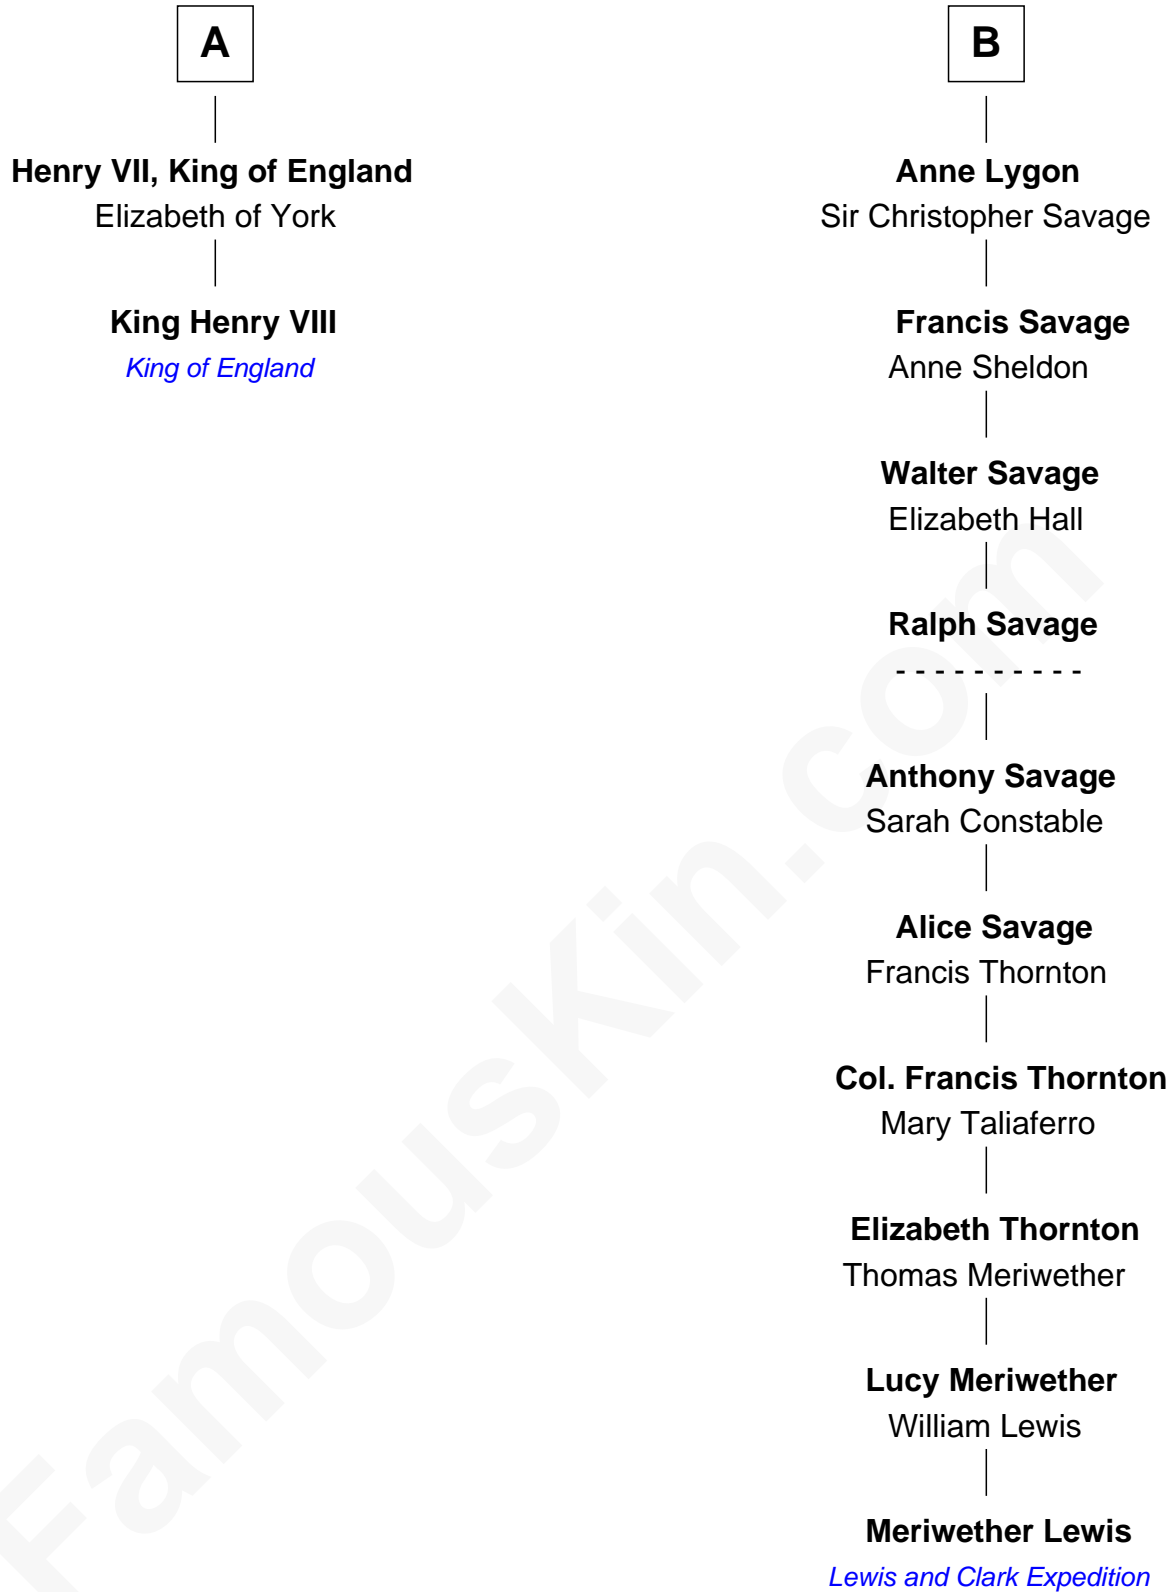 A
Henry VII, King of England
Elizabeth of York
King Henry VIII
King of England
B
Anne Lygon
Sir Christopher Savage
Francis Savage
Anne Sheldon
Walter Savage
Elizabeth Hall
Ralph Savage
- - - - - - - - - -
Anthony Savage
Sarah Constable
Alice Savage
Francis Thornton
Col. Francis Thornton
Mary Taliaferro
Elizabeth Thornton
Thomas Meriwether
Lucy Meriwether
William Lewis
Meriwether Lewis
Lewis and Clark Expedition
FamousKin.com